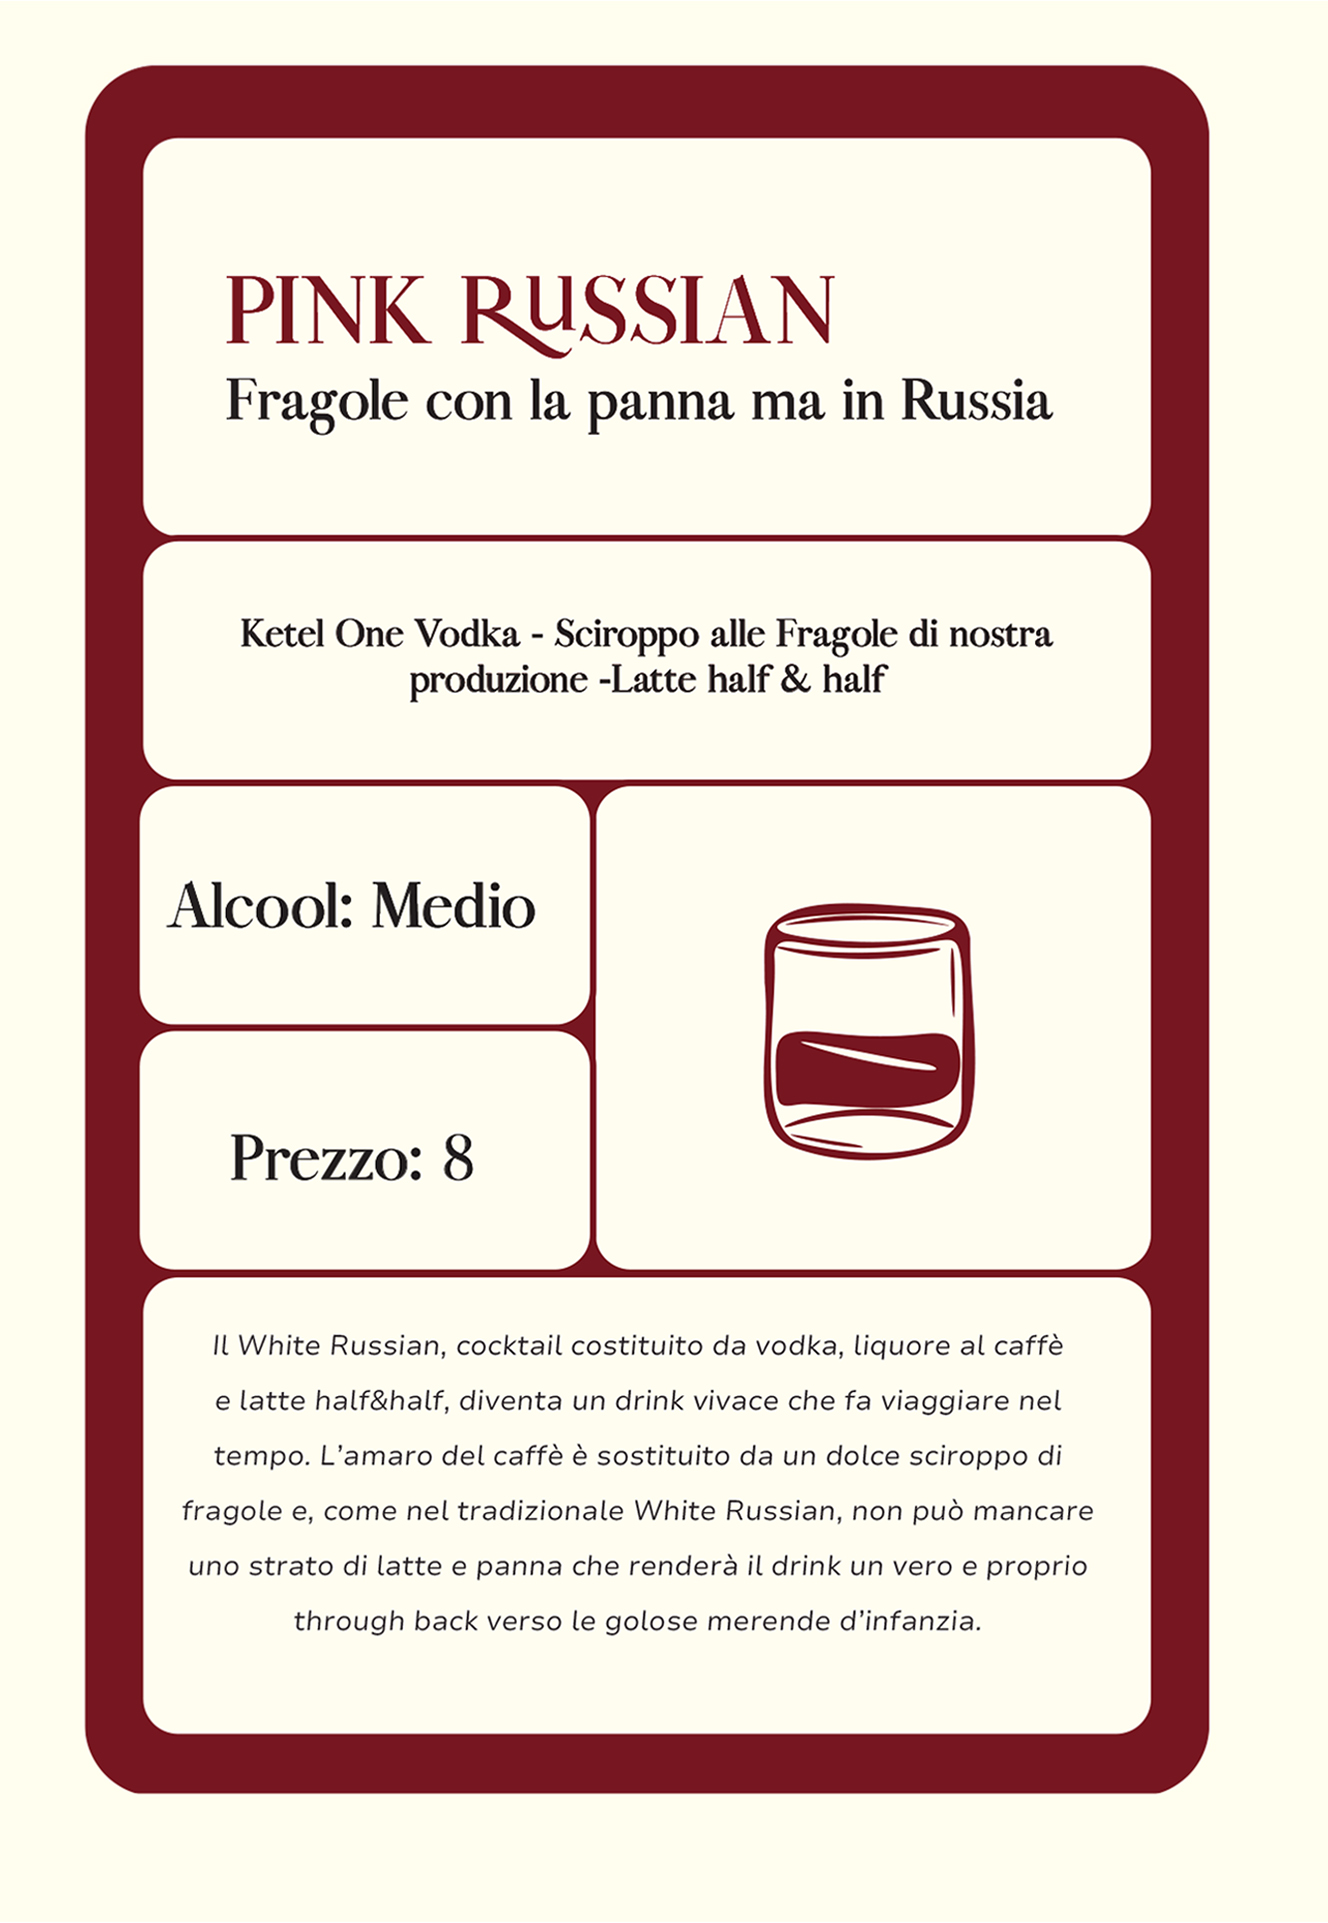 PINK RuSSIAN
Fragole con la panna ma in Russia
Ketel One Vodka - Sciroppo alle Fragole di nostra
produzione -Latte half & half
Alcool: Medio
Prezzo: 8
Il White Russian, cocktail costituito da vodka, liquore al caffè
e latte half&half, diventa un drink vivace che fa viaggiare nel
tempo. L’amaro del caffè è sostituito da un dolce sciroppo di
fragole e, come nel tradizionale White Russian, non può mancare
uno strato di latte e panna che renderà il drink un vero e proprio
through back verso le golose merende d’infanzia.